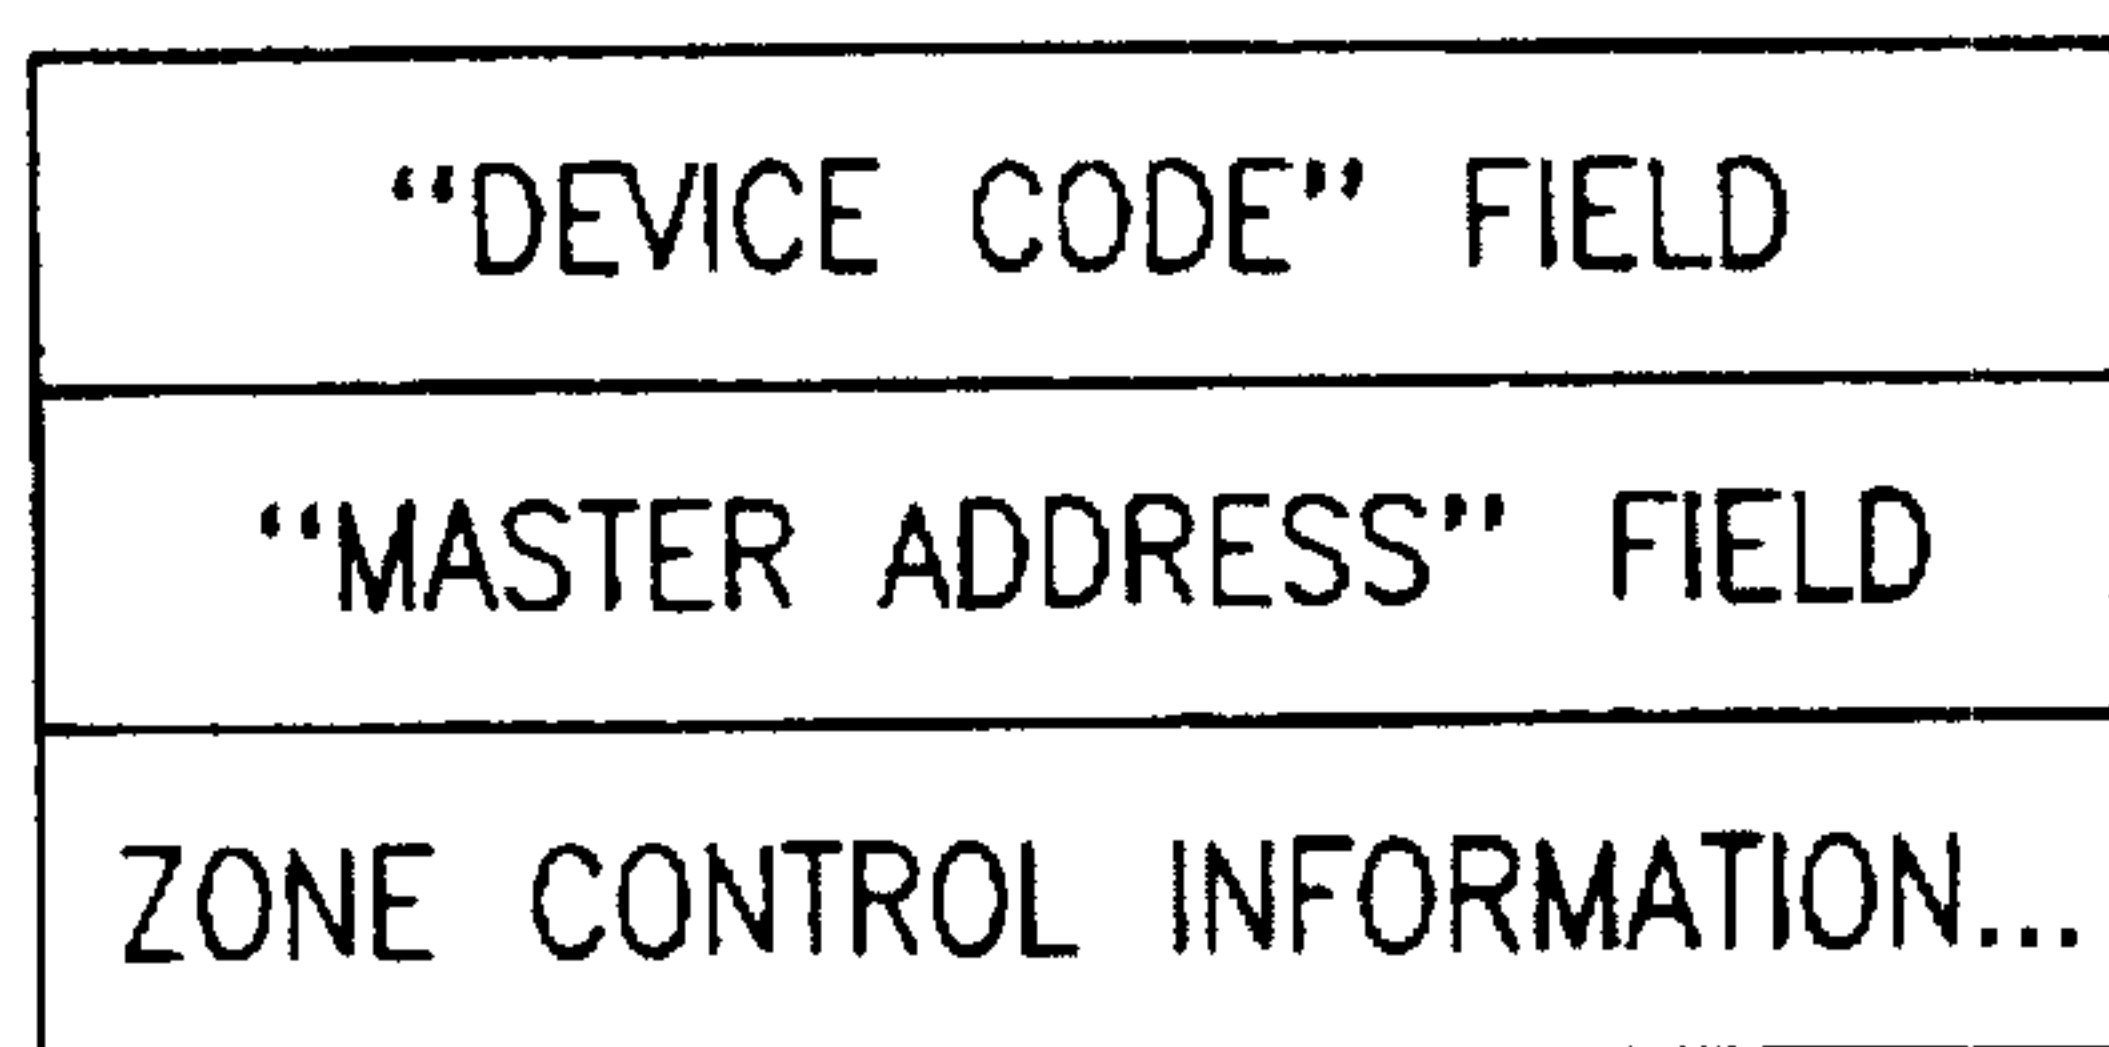 “DEVICE CODE” FIELD
“MASTER ADDRESS” FIELD
ZONE CONTROL INFORMATION...